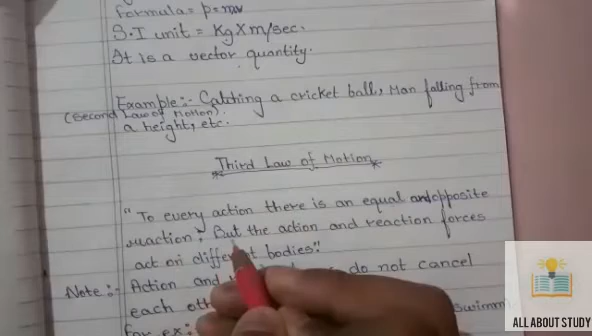 formula = p=mv
S.I unit = Kg X m/sec.
It is a vector quantity.
Example:- Catching a cricket ball, Man falling from
(Second Law of Motion)
a height, etc.
Third Law of Motion
"To every action there is an equal and opposite
reaction, But the action and reaction forces
act on different bodies."
Note:- Action and do not cancel
each
for ex:
ALL ABOUT STUDY